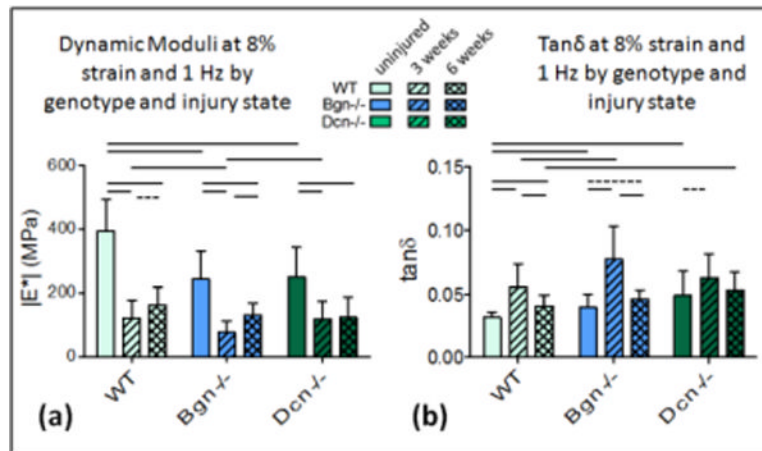 Dynamic Moduli at 8%
strain and 1 Hz by
genotype and injury state
uninjured
3 weeks
6 weeks
WT
Bgn-/-
Dcn-/-
Tanδ at 8% strain and
1 Hz by genotype and
injury state
|E*| (MPa)
600
400
200
0
WT
Bgn-/-
Dcn-/-
(a)
tanδ
0.15
0.10
0.05
0.00
WT
Bgn-/-
Dcn-/-
(b)